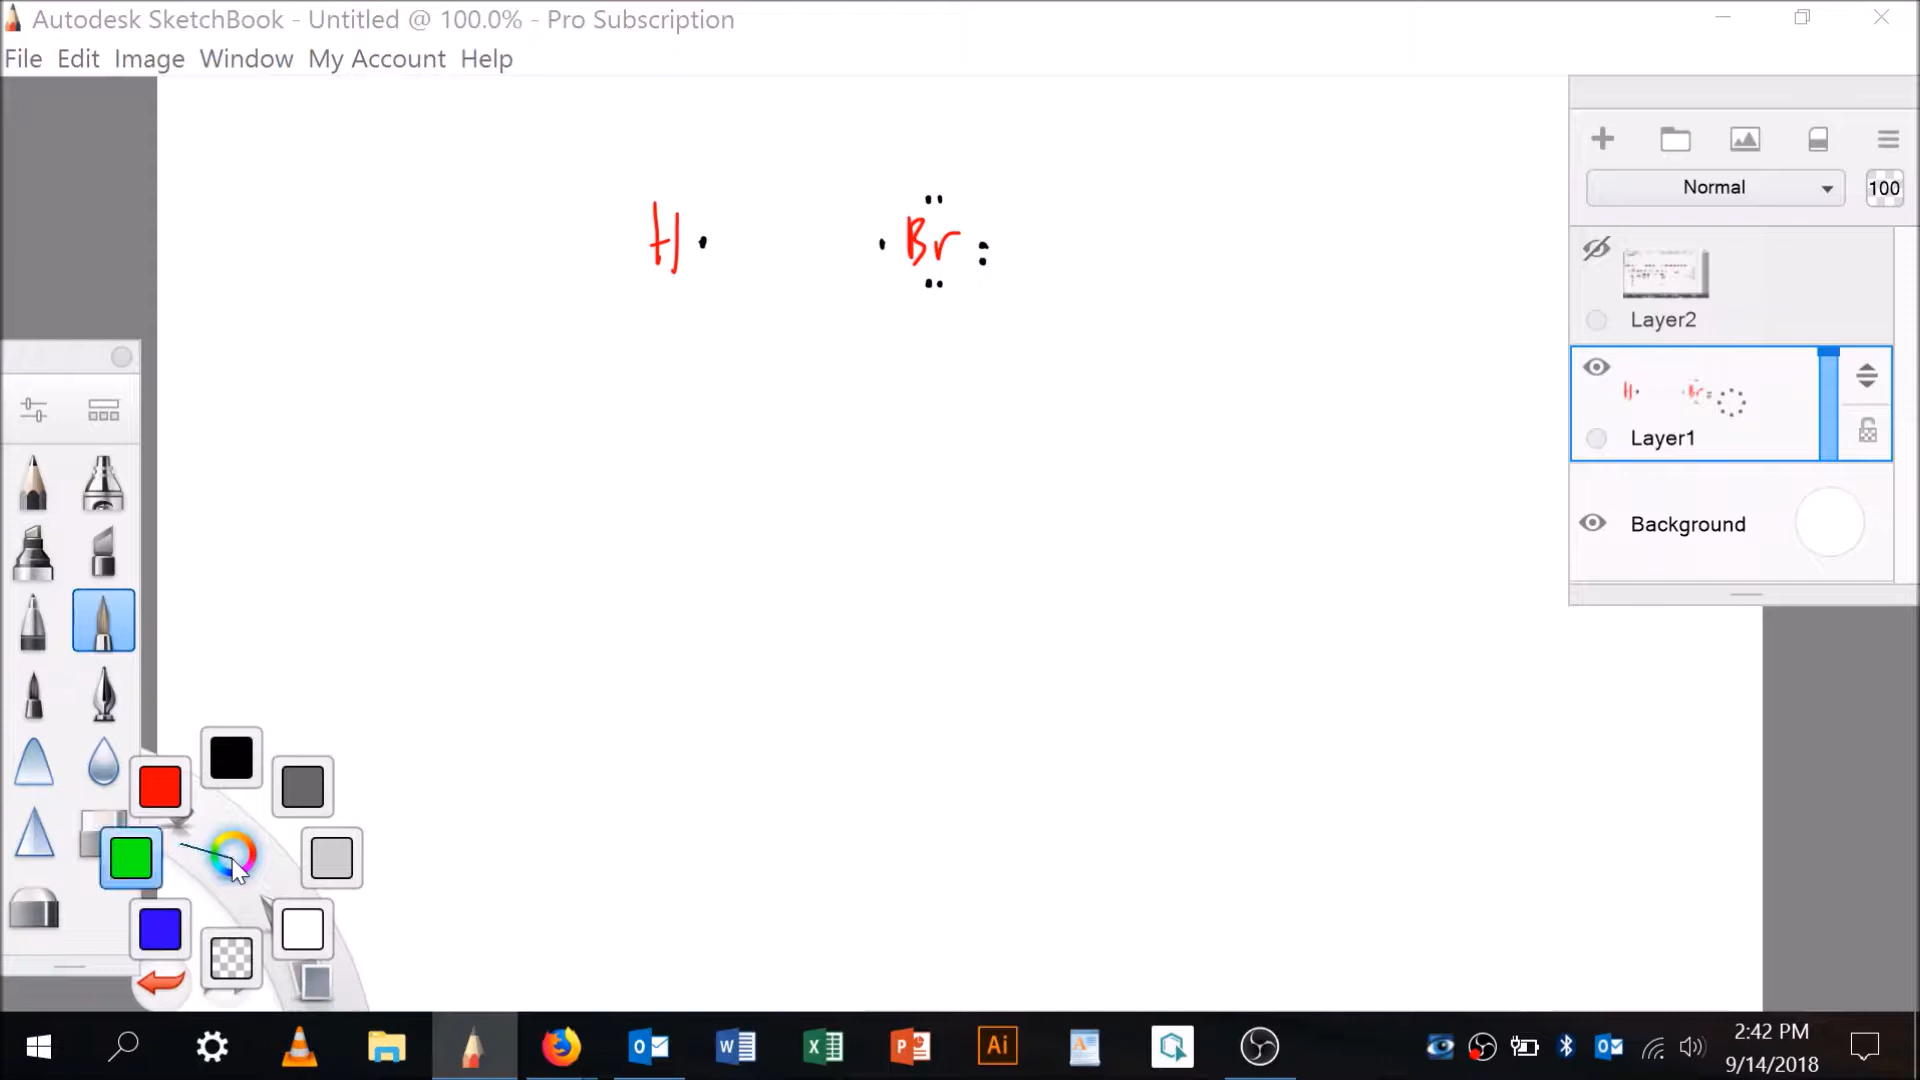 Autodesk SketchBook - Untitled @ 100.0% - Pro Subscription
File Edit Image Window My Account Help
H Br
Normal 100
Layer2
Layer1
Background
Ai
2:42 PM
9/14/2018